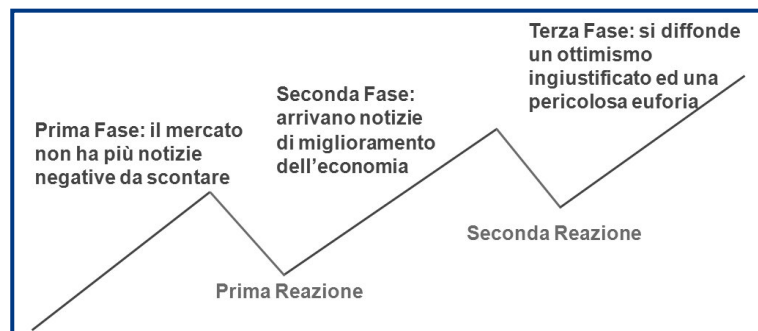 Prima Fase: il mercato
non ha più notizie
negative da scontare
Seconda Fase:
arrivano notizie
di miglioramento
dell'economia
Terza Fase: si diffonde
un ottimismo
ingiustificato ed una
pericolosa euforia
Prima Reazione
Seconda Reazione